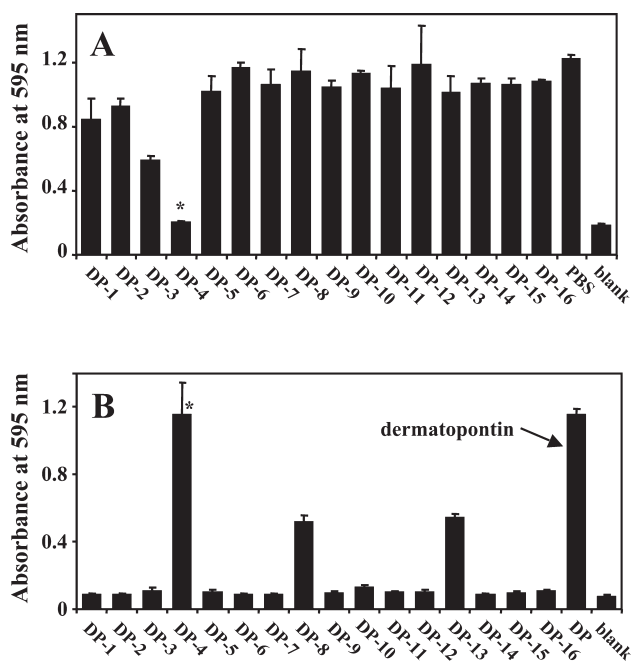 A
Absorbance at 595 nm
1.2
0.8
0.4
0
*
DP-1 DP-2 DP-3 DP-4 DP-5 DP-6 DP-7 DP-8 DP-9 DP-10 DP-11 DP-12 DP-13 DP-14 DP-15 DP-16 PBS blank
B
Absorbance at 595 nm
1.2
0.8
0.4
0
*
dermatopontin
DP-1 DP-2 DP-3 DP-4 DP-5 DP-6 DP-7 DP-8 DP-9 DP-10 DP-11 DP-12 DP-13 DP-14 DP-15 DP-16 DP blank